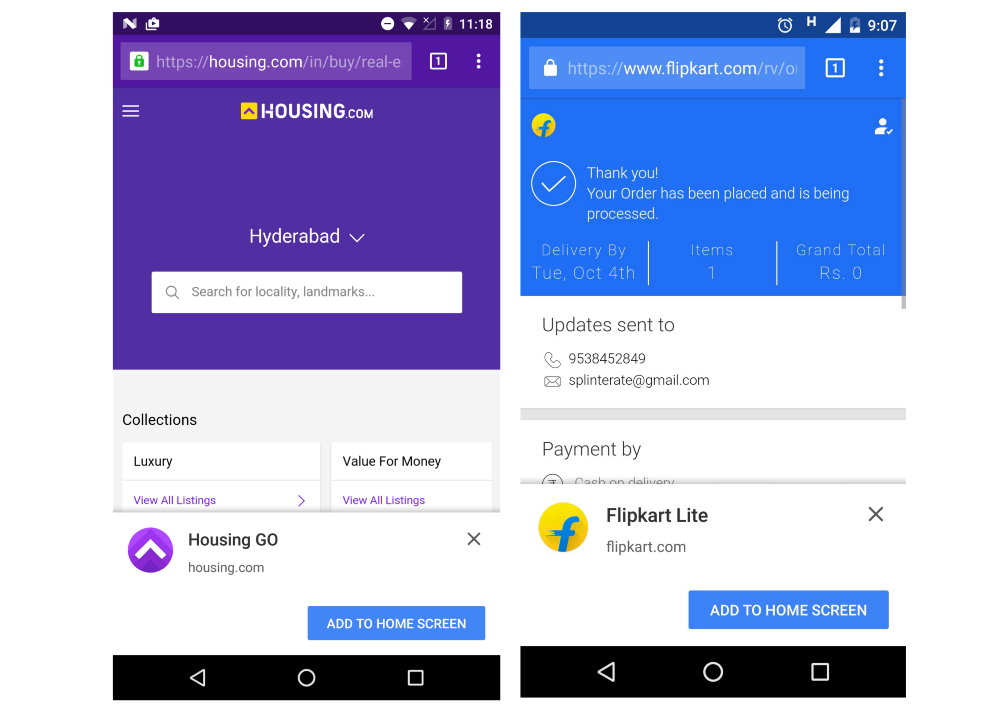 11:18
https://housing.com/in/buy/real-e
1
HOUSING.COM
Hyderabad
Search for locality, landmarks...
Collections
Luxury
Value For Money
View All Listings
View All Listings
Housing GO
housing.com
ADD TO HOME SCREEN
H
9:07
https://www.flipkart.com/rv/o
1
Thank you!
Your Order has been placed and is being
processed.
Delivery By
Items
Grand Total
Tue, Oct 4th
1
Rs. 0
Updates sent to
9538452849
splinterate@gmail.com
Payment by
Cash on delivery
Flipkart Lite
flipkart.com
ADD TO HOME SCREEN